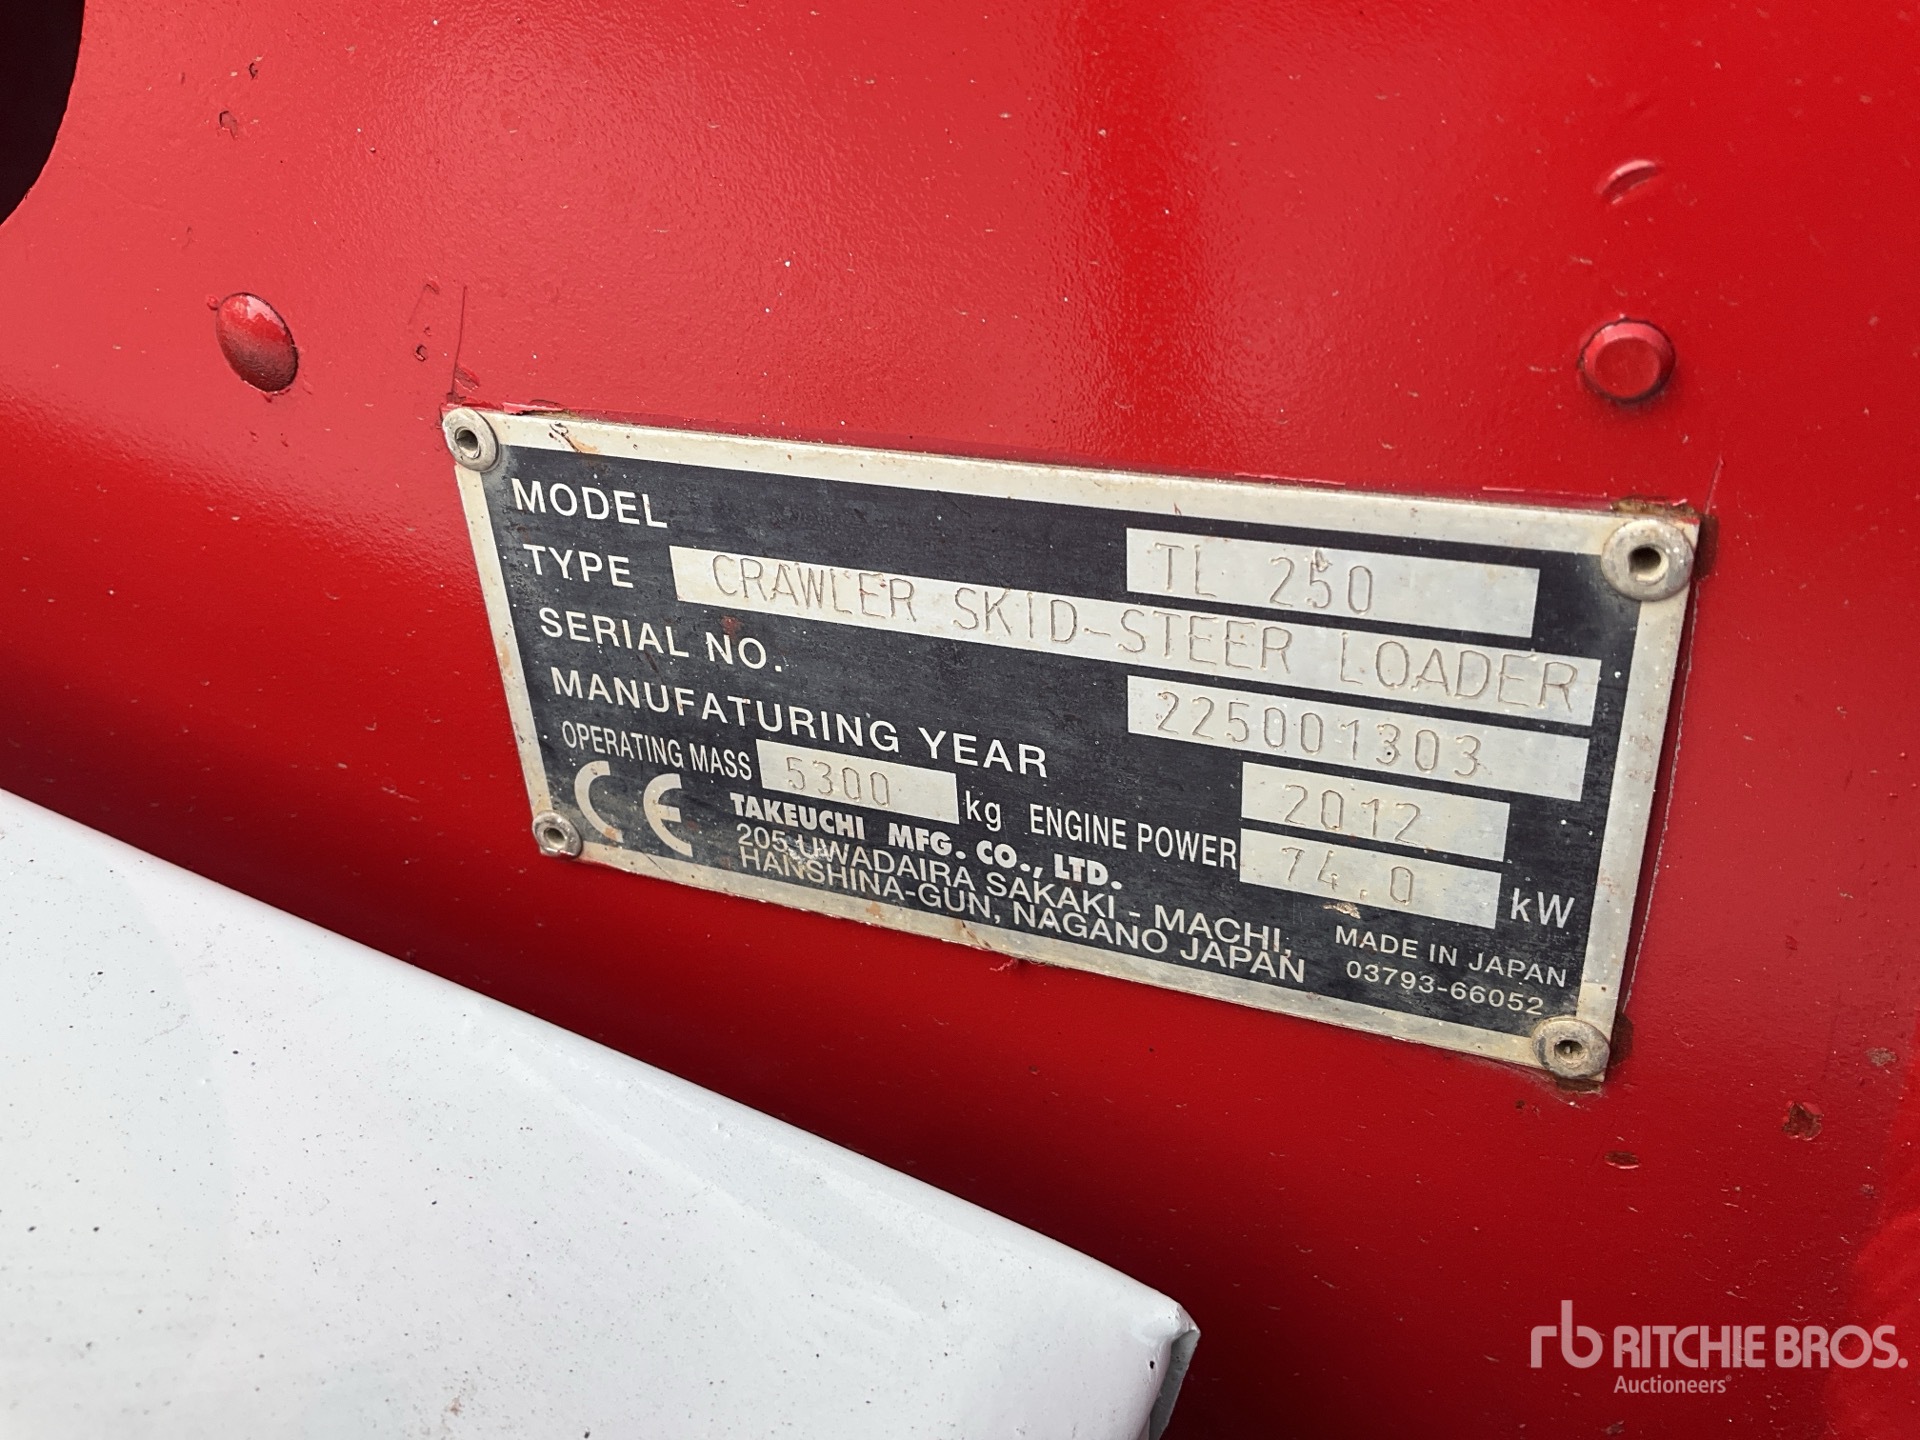 MODEL TL 250
TYPE CRAWLER SKID-STEER LOADER
SERIAL NO. 225001303
MANUFATURING YEAR 2012
OPERATING MASS 5300 kg ENGINE POWER 74.0 kW
CE
TAKEUCHI MFG. CO., LTD.
205 UWADAIRA SAKAKI - MACHI,
HANSHINA-GUN, NAGANO JAPAN
MADE IN JAPAN
03793-66052
rb RITCHIE BROS.
Auctioneers